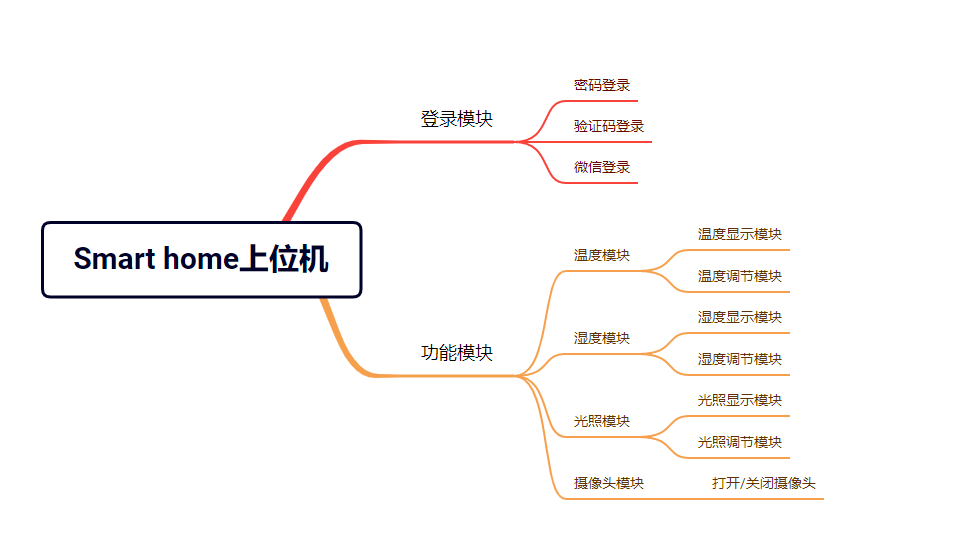 Smart home上位机
登录模块
密码登录
验证码登录
微信登录
功能模块
温度模块
温度显示模块
温度调节模块
湿度模块
湿度显示模块
湿度调节模块
光照模块
光照显示模块
光照调节模块
摄像头模块
打开/关闭摄像头